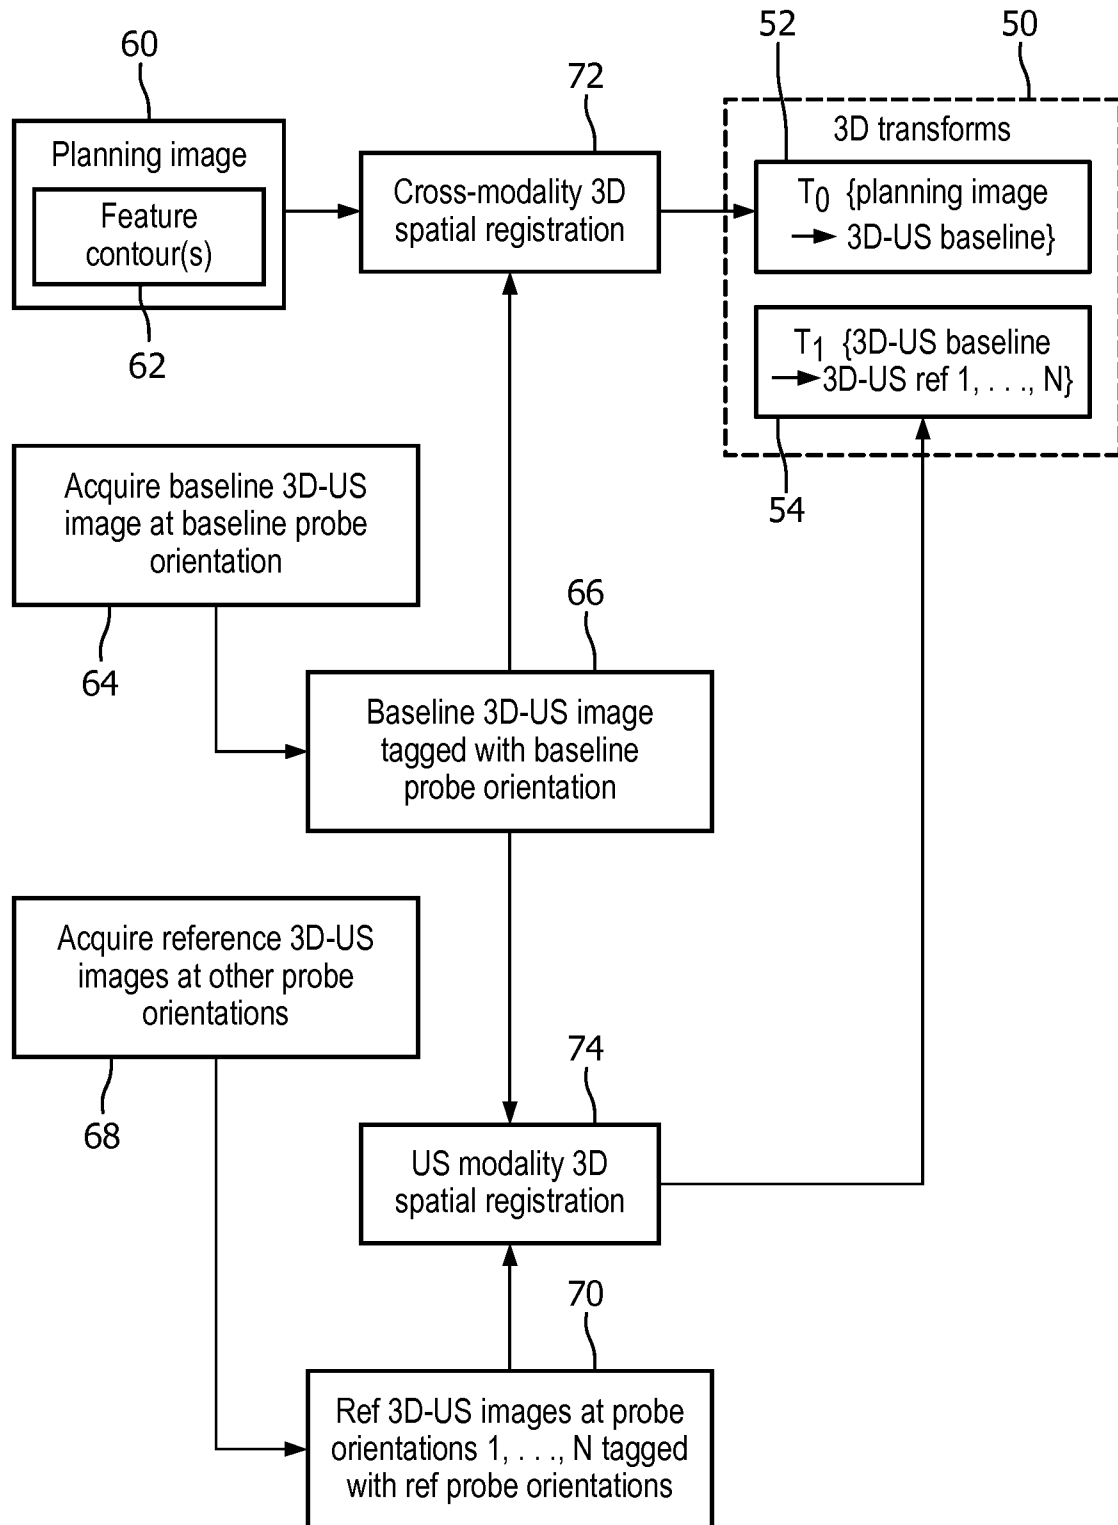 52
50
60
72
Planning image
Feature
contour(s)
62
Cross-modality 3D
spatial registration
3D transforms
T0 {planning image
→ 3D-US baseline}
T1 {3D-US baseline
→ 3D-US ref 1, . . ., N}
54
Acquire baseline 3D-US
image at baseline probe
orientation
64
66
Baseline 3D-US image
tagged with baseline
probe orientation
Acquire reference 3D-US
images at other probe
orientations
68
74
US modality 3D
spatial registration
70
Ref 3D-US images at probe
orientations 1, . . ., N tagged
with ref probe orientations